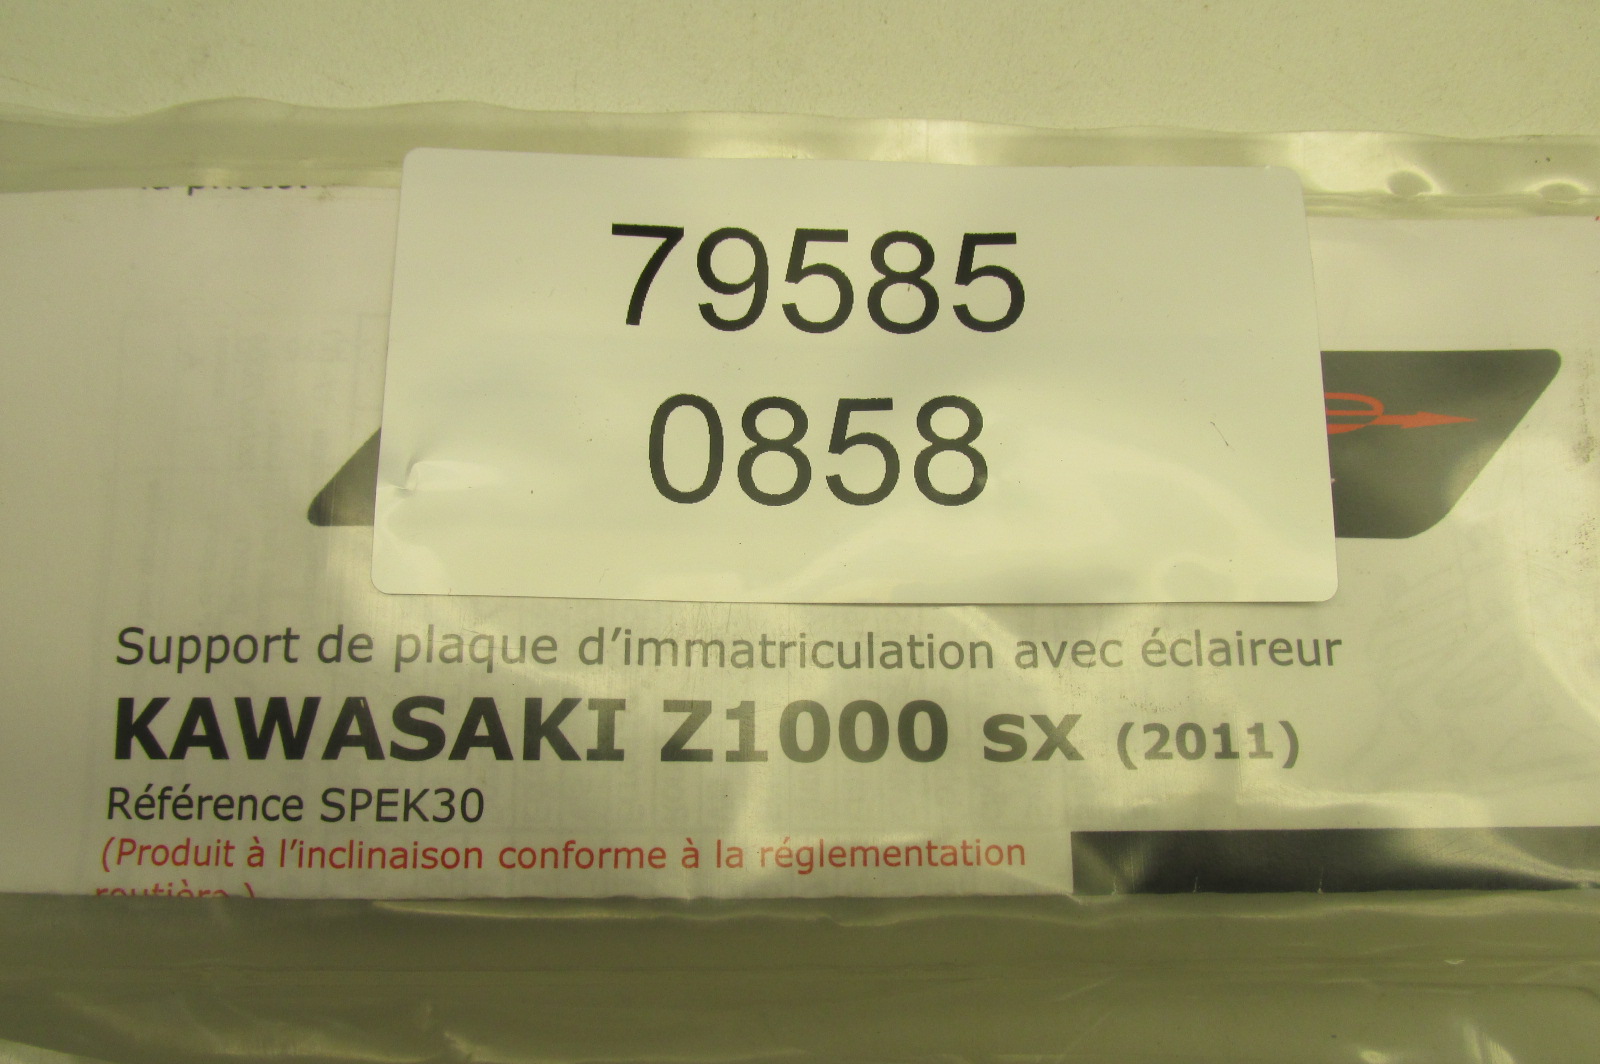 79585
0858
Support de plaque d'immatriculation avec éclaireur
KAWASAKI Z1000 SX (2011)
Référence SPEK30
(Produit à l'inclinaison conforme à la réglementation
routière.)